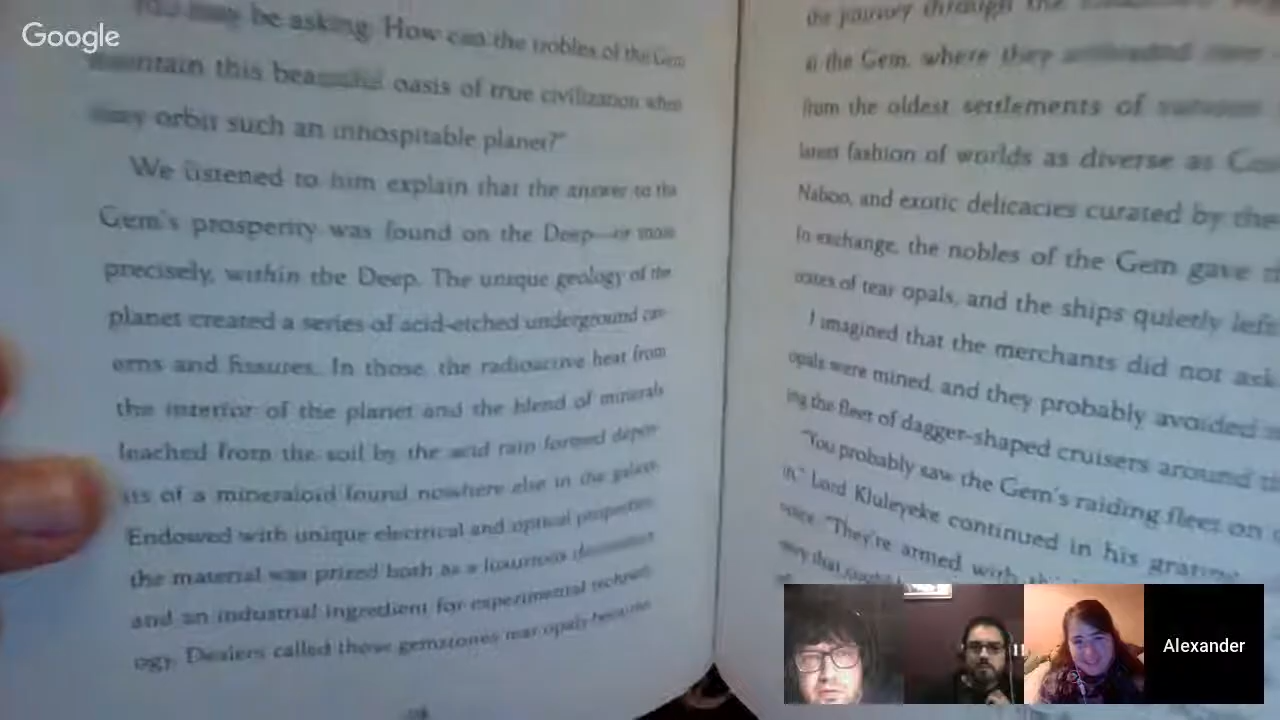 Google
be asking: How can the nobles of the Gem
maintain this beautiful oasis of true civilization when
they orbit such an inhospitable planet?"
We listened to him explain that the answer to the
Gem's prosperity was found on the Deep—or more
precisely, within the Deep. The unique geology of the
planet created a series of acid-etched underground cav-
erns and fissures. In those, the radioactive heat from
the interior of the planet and the blend of minerals
leached from the soil by the acid rain formed depos-
its of a mineraloid found nowhere else in the galaxy.
Endowed with unique electrical and optical properties,
the material was prized both as a luxurious
and an industrial ingredient for experimental technol-
ogy. Dealers called those gemstones tear opals because
the journey through the
at the Gem, where they
from the oldest settlements of
latest fashion of worlds as diverse as
Naboo, and exotic delicacies curated by
In exchange, the nobles of the Gem gave
crates of tear opals, and the ships quietly left
I imagined that the merchants did not ask
opals were mined, and they probably avoided
ing the fleet of dagger-shaped cruisers around
"You probably saw the Gem's raiding fleet on
in," Lord Kluleyeke continued in his grating
voice. "They're armed with
Alexander